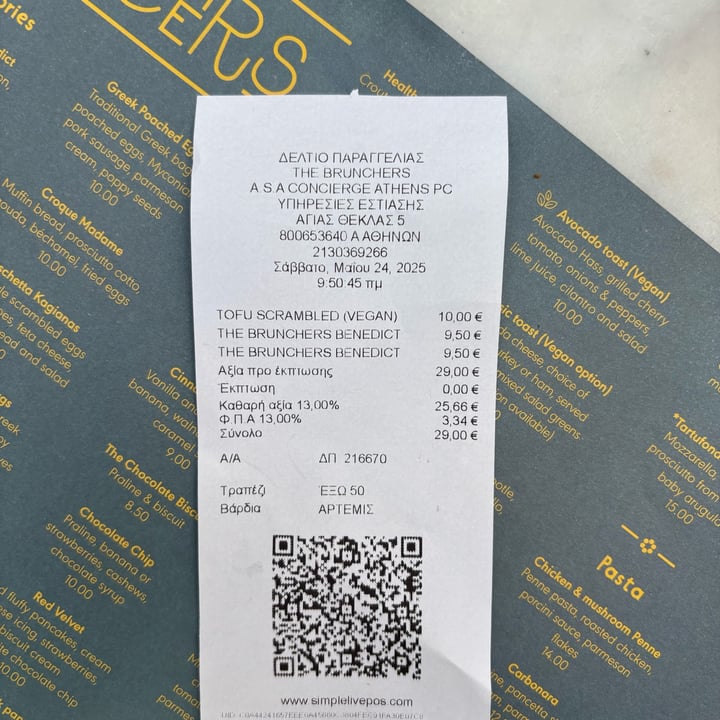 ΔΕΛΤΙΟ ΠΑΡΑΓΓΕΛΙΑΣ
THE BRUNCHERS
A S A CONCIERGE ATHENS PC
ΥΠΗΡΕΣΙΕΣ ΕΣΤΙΑΣΗΣ
ΑΓΙΑΣ ΘΕΚΛΑΣ 5
800653640 Α ΑΘΗΝΩΝ
2130369266
Σάββατο, Μαϊου 24, 2025
9:50:45 πμ
TOFU SCRAMBLED (VEGAN) 10,00 €
THE BRUNCHERS BENEDICT 9,50 €
THE BRUNCHERS BENEDICT 9,50 €
Αξία προ έκπτωσης 29,00 €
Έκπτωση 0,00 €
Καθαρή αξία 13,00% 25,66 €
Φ.Π.Α 13,00% 3,34 €
Σύνολο 29,00 €
Α/Α ΔΠ 216670
Τραπέζι ΈΞΩ 50
Βάρδια ΑΡΤΕΜΙΣ
www.simplelivepos.com
Greek Poached
Traditional Greek
poached eggs,
pork sausage, parmesan
cream, poppy seeds
10.00
Croque Madame
Muffin bread, prosciutto cotto
béchamel, fried eggs
10.00
Kagianas
scrambled eggs
feta cheese,
bread and salad
Vanilla
banana,
caramel
9.00
The Chocolate
Praline & biscuit
8.50
Chocolate Chip
Praline, banana or
strawberries, cashews,
chocolate syrup
10.00
Red Velvet
fluffy pancakes, cream
icing, strawberries,
biscuit cream
chocolate chip
10.00
Avocado toast (Vegan)
Avocado Hass, grilled cherry
tomato, onions & peppers,
lime juice, cilantro and salad
10.00
toast (Vegan option)
cheese, choice of
turkey or ham, served
mixed salad greens
available)
*Tartufona
Mozzarella,
prosciutto from
baby arugula
15.00
Pasta
Chicken & mushroom Penne
Penne pasta, roasted chicken,
porcini sauce, parmesan
flakes
14.00
Carbonara
pancetta